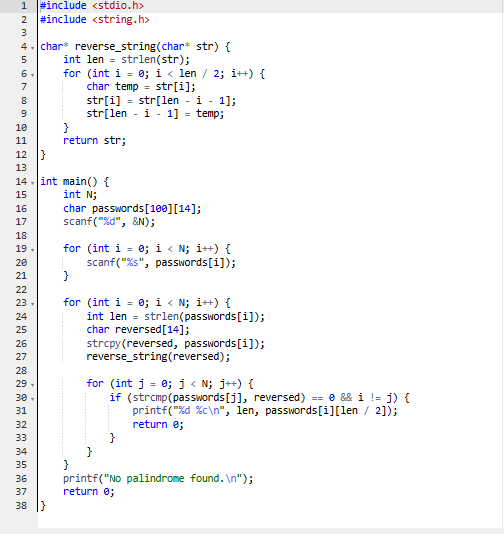 1 #include <stdio.h>
2 #include <string.h>
3
4 char* reverse_string(char* str) {
5     int len = strlen(str);
6     for (int i = 0; i < len / 2; i++) {
7         char temp = str[i];
8         str[i] = str[len - i - 1];
9         str[len - i - 1] = temp;
10     }
11     return str;
12 }
13
14 int main() {
15     int N;
16     char passwords[100][14];
17     scanf("%d", &N);
18
19     for (int i = 0; i < N; i++) {
20         scanf("%s", passwords[i]);
21     }
22
23     for (int i = 0; i < N; i++) {
24         int len = strlen(passwords[i]);
25         char reversed[14];
26         strcpy(reversed, passwords[i]);
27         reverse_string(reversed);
28
29         for (int j = 0; j < N; j++) {
30             if (strcmp(passwords[j], reversed) == 0 && i != j) {
31                 printf("%d %c\n", len, passwords[i][len / 2]);
32                 return 0;
33             }
34         }
35     }
36     printf("No palindrome found.\n");
37     return 0;
38 }